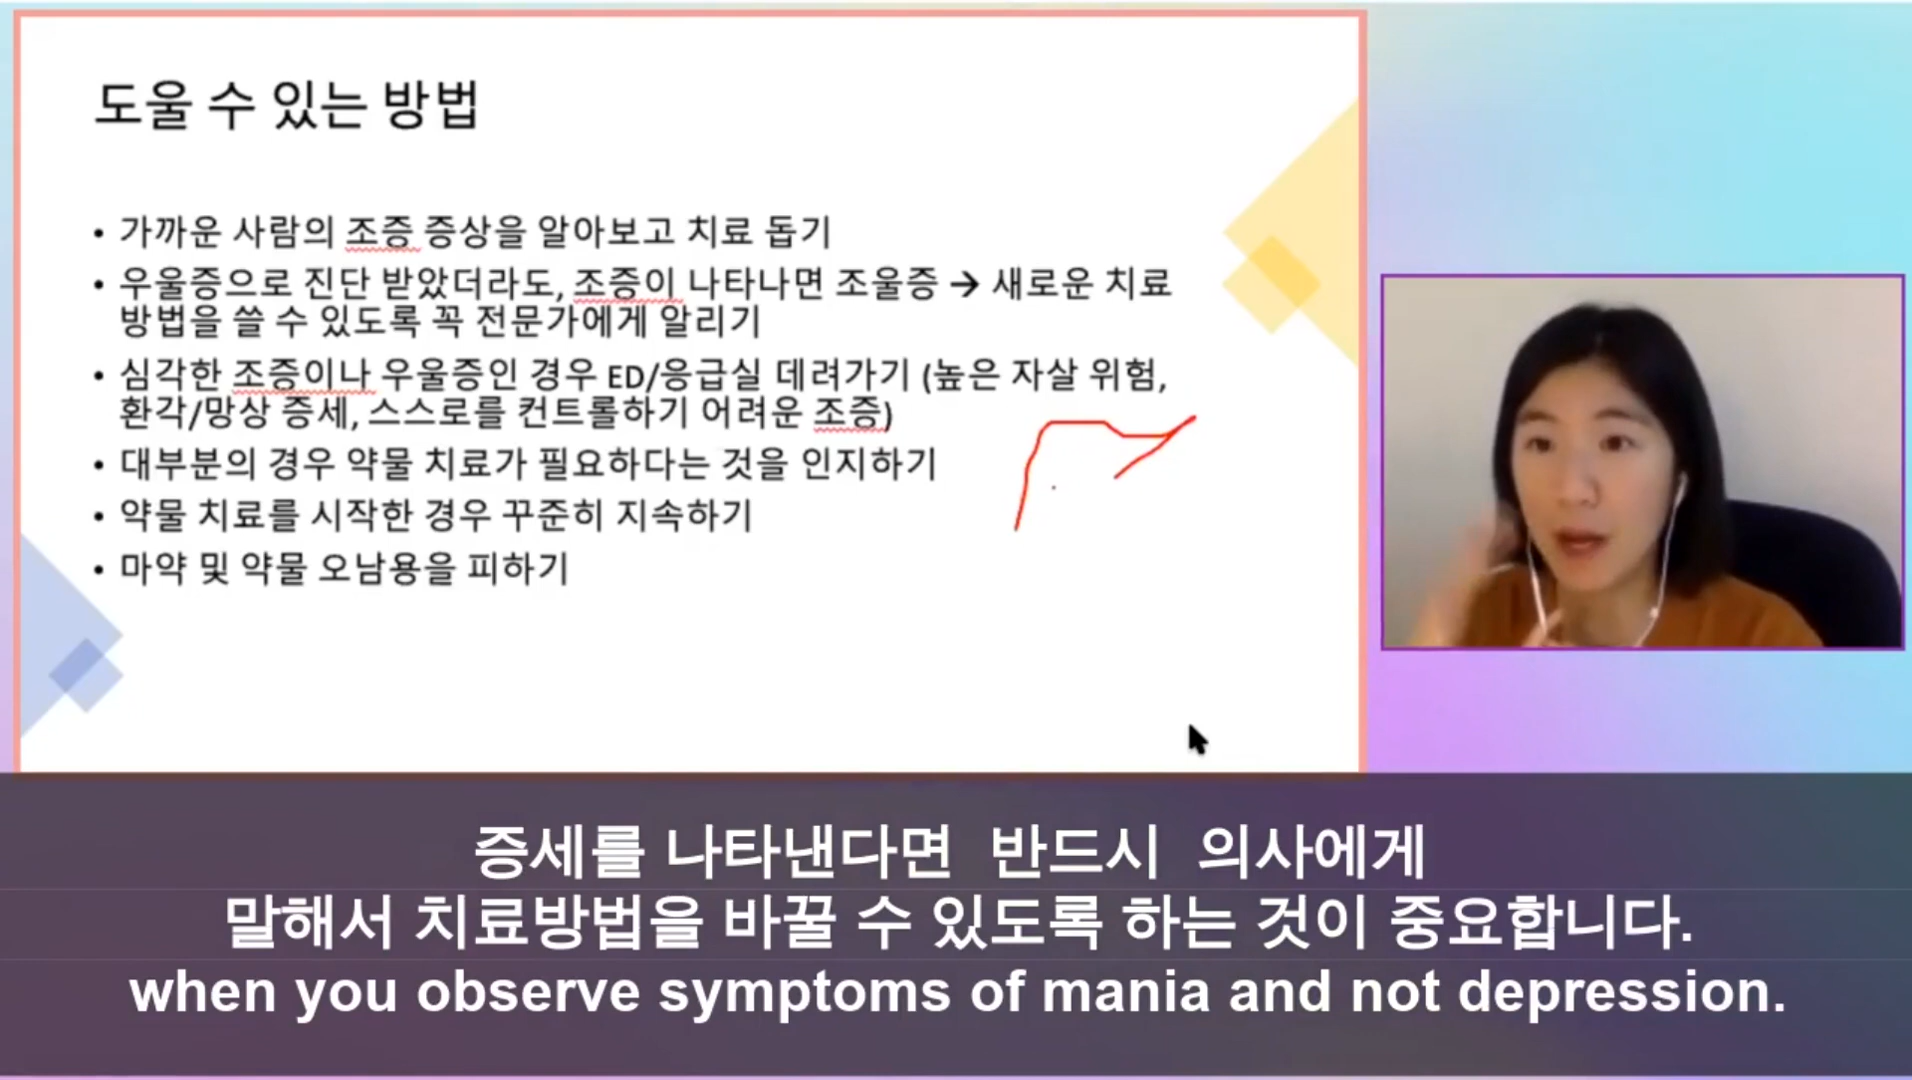 도울 수 있는 방법
• 가까운 사람의 조증 증상을 알아보고 치료 돕기
• 우울증으로 진단 받았더라도, 조증이 나타나면 조울증 → 새로운 치료
방법을 쓸 수 있도록 꼭 전문가에게 알리기
• 심각한 조증이나 우울증인 경우 ED/응급실 데려가기 (높은 자살 위험,
환각/망상 증세, 스스로를 컨트롤하기 어려운 조증)
• 대부분의 경우 약물 치료가 필요하다는 것을 인지하기
• 약물 치료를 시작한 경우 꾸준히 지속하기
• 마약 및 약물 오남용을 피하기
증세를 나타낸다면 반드시 의사에게
말해서 치료방법을 바꿀 수 있도록 하는 것이 중요합니다.
when you observe symptoms of mania and not depression.